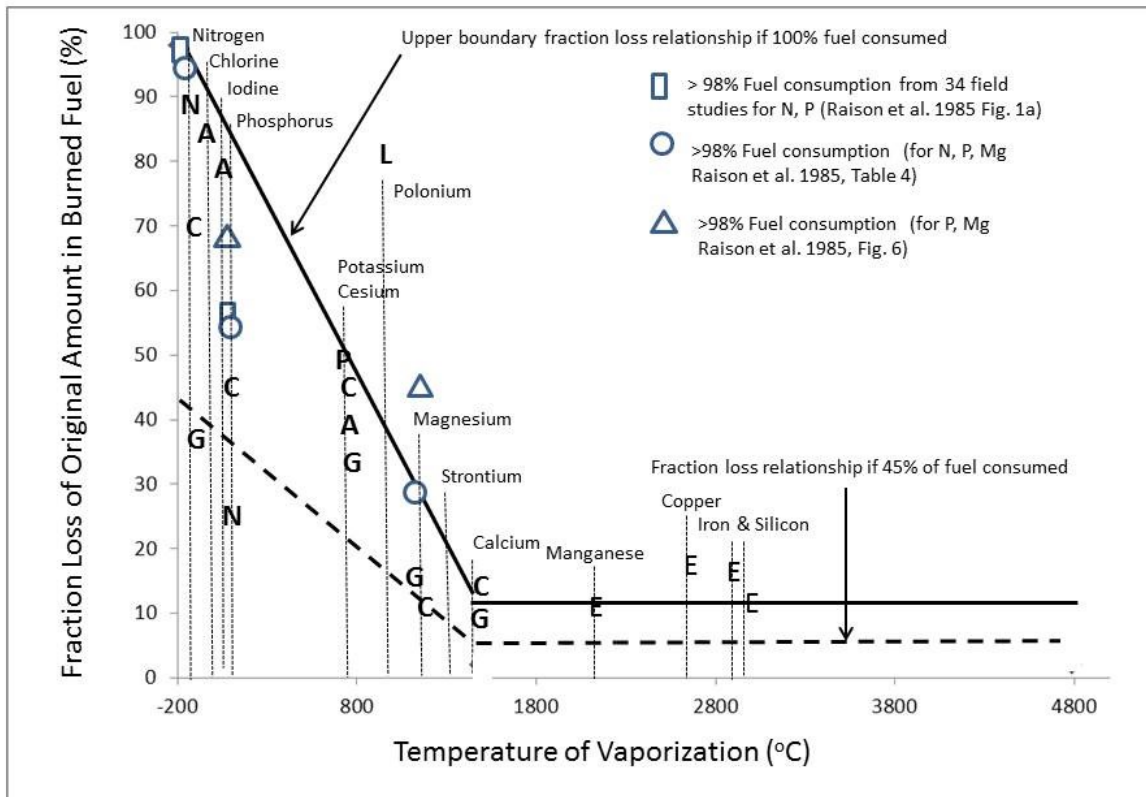 Fraction Loss of Original Amount in Burned Fuel (%)
100
90
80
70
60
50
40
30
20
10
0
Nitrogen
Chlorine
Iodine
Phosphorus
Upper boundary fraction loss relationship if 100% fuel consumed
> 98% Fuel consumption from 34 field
studies for N, P (Raison et al. 1985 Fig. 1a)
>98% Fuel consumption (for N, P, Mg
Raison et al. 1985, Table 4)
>98% Fuel consumption (for P, Mg
Raison et al. 1985, Fig. 6)
N
A
A
L
Polonium
C
Potassium
Cesium
P
C
C
A
G
G
N
Magnesium
Strontium
Fraction loss relationship if 45% of fuel consumed
Copper
Iron & Silicon
Calcium
Manganese
G
C
C
G
E
E
E
E
-200
800
1800
2800
3800
4800
Temperature of Vaporization (°C)